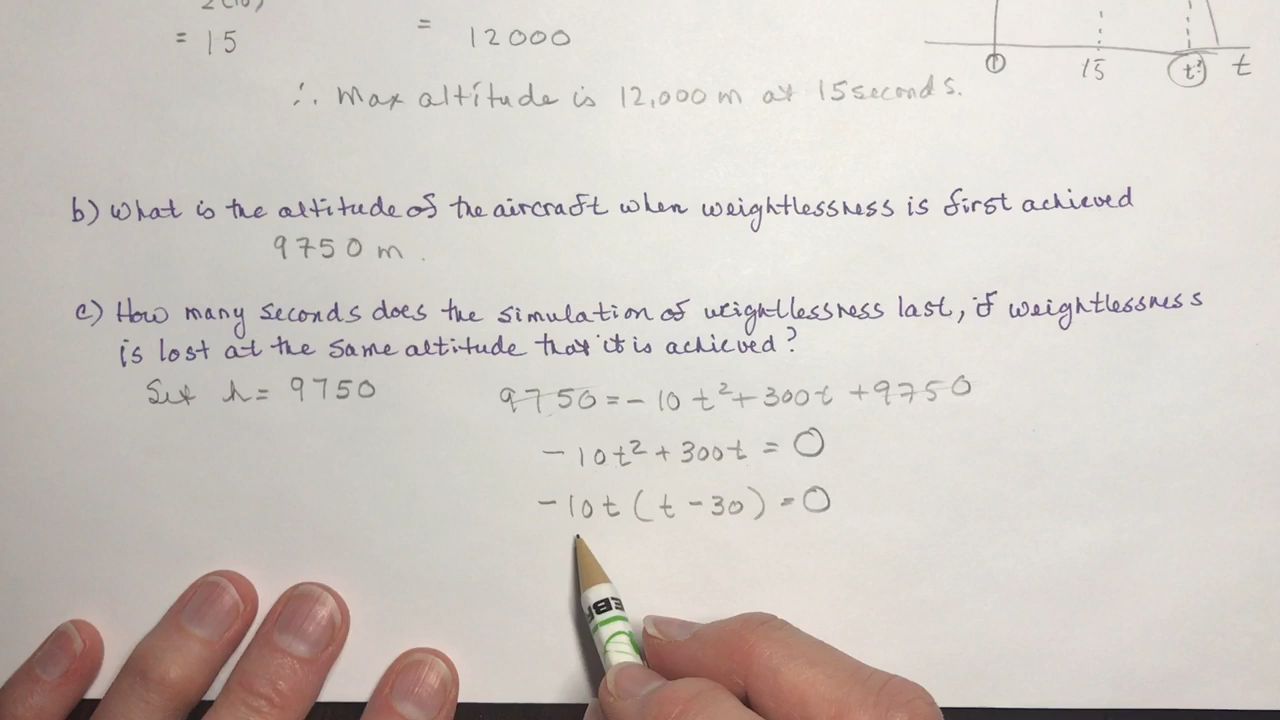 2(10)
= 15
= 12000
15 t? t
∴ Max altitude is 12,000 m at 15 seconds.
b) What is the altitude of the aircraft when weightlessness is first achieved
9750 m.
c) How many seconds does the simulation of weightlessness last, if weightlessness
is lost at the same altitude that it is achieved?
Set h = 9750
9750 = -10t² + 300t + 9750
-10t² + 300t = 0
-10t(t - 30) = 0